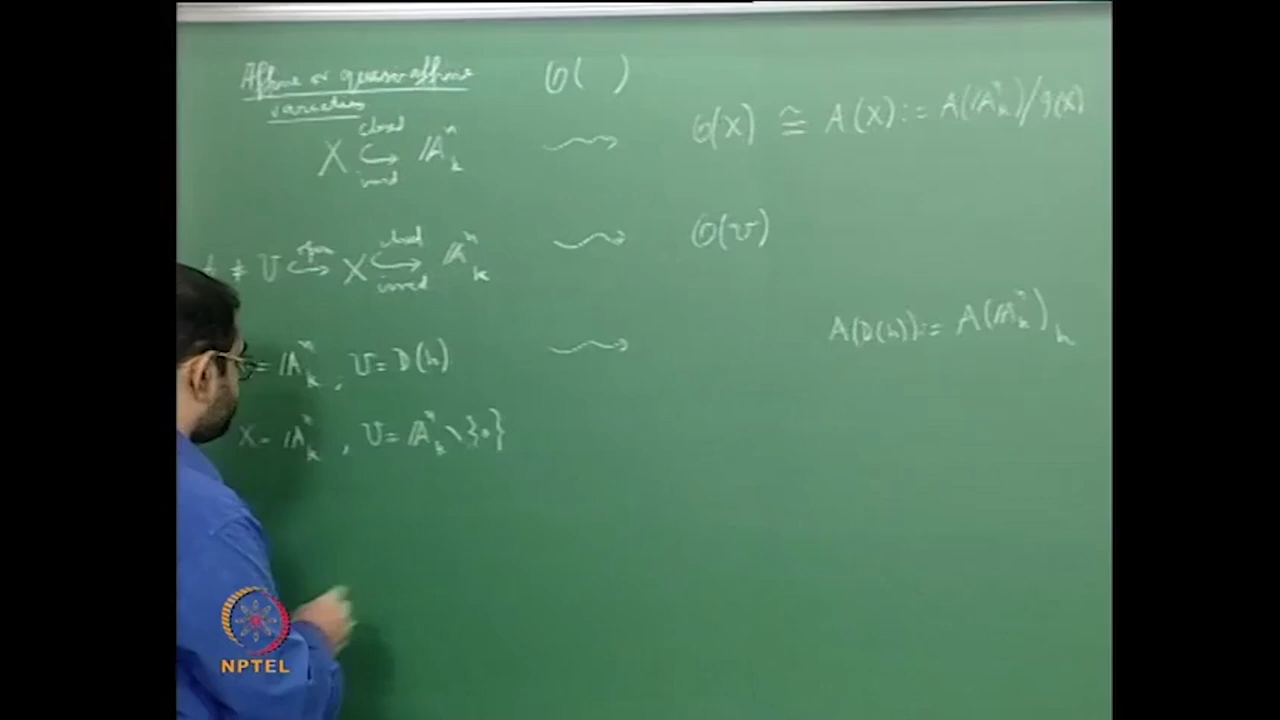 Affine or quasi-affine O( )
varieties
X closed ↪ irred 𝔸ⁿₖ ⇝ O(X) ≅ A(X) := A(𝔸ⁿₖ)/𝓘(X)
≠ U open ↪ X closed ↪ irred 𝔸ⁿₖ ⇝ O(U)
= 𝔸ⁿₖ, U = D(h) ⇝ A(D(h)) := A(𝔸ⁿₖ)ₕ
X = 𝔸ⁿₖ, U = 𝔸ⁿₖ \ {0}
NPTEL